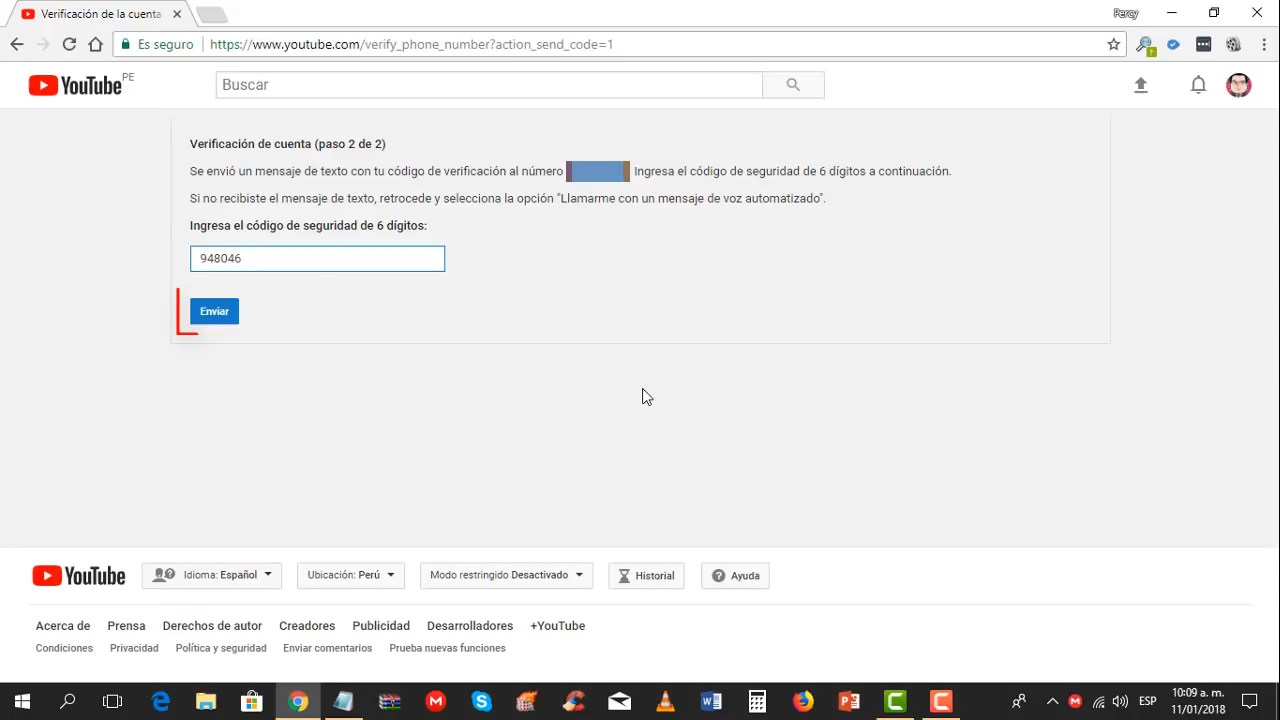 Verificación de la cuenta
Percy
Es seguro
https://www.youtube.com/verify_phone_number?action_send_code=1
YouTube PE
Buscar
Verificación de cuenta (paso 2 de 2)
Se envió un mensaje de texto con tu código de verificación al número Ingresa el código de seguridad de 6 dígitos a continuación.
Si no recibiste el mensaje de texto, retrocede y selecciona la opción "Llamarme con un mensaje de voz automatizado".
Ingresa el código de seguridad de 6 dígitos:
948046
Enviar
YouTube Idioma: Español Ubicación: Perú Modo restringido Desactivado Historial Ayuda
Acerca de Prensa Derechos de autor Creadores Publicidad Desarrolladores +YouTube
Condiciones Privacidad Política y seguridad Enviar comentarios Prueba nuevas funciones
ESP
10:09 a. m.
11/01/2018